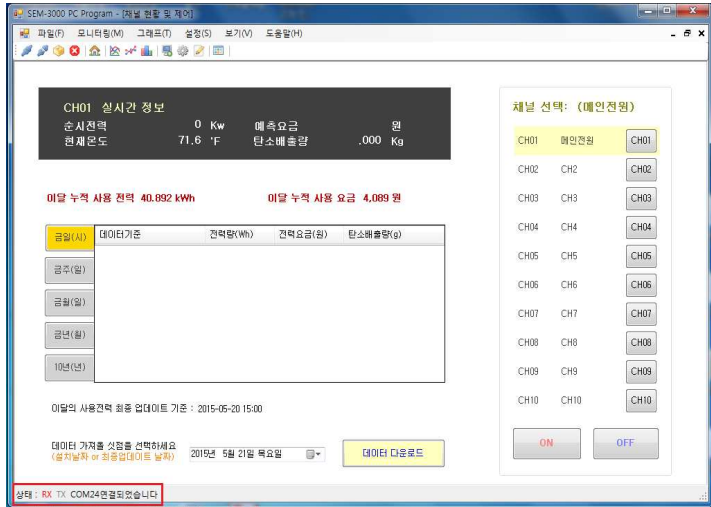 SEM-3000 PC Program - [채널 현황 및 제어]
파일(F) 모니터링(M) 그래프(T) 설정(S) 보기(V) 도움말(H)
CH01 실시간 정보
순시전력 0 Kw 예측요금 원
현재온도 71,6 'F 탄소배출량 ,000 Kg
이달 누적 사용 전력 40,892 kWh 이달 누적 사용 요금 4,089 원
금일(시)
금주(일)
금월(일)
금년(월)
10년(년)
데이터기준 전력량(Wh) 전력요금(원) 탄소배출량(g)
이달의 사용전력 최종 업데이트 기준 : 2015-05-20 15:00
데이터 가져올 싯점을 선택하세요
(설치날짜 or 최종업데이트 날짜)
2015년 5월 21일 목요일
데이터 다운로드
채널 선택: (메인전원)
CH01 메인전원 CH01
CH02 CH2 CH02
CH03 CH3 CH03
CH04 CH4 CH04
CH05 CH5 CH05
CH06 CH6 CH06
CH07 CH7 CH07
CH08 CH8 CH08
CH09 CH9 CH09
CH10 CH10 CH10
ON OFF
상태 : RX TX COM24연결되었습니다